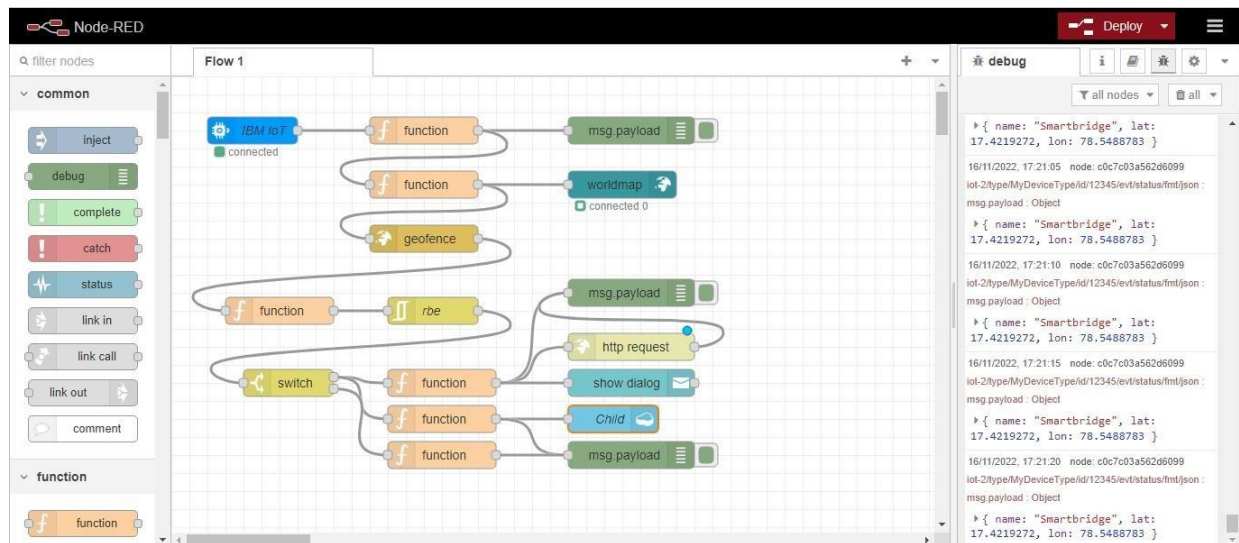 Node-RED
Deploy
filter nodes
Flow 1
debug
i
all nodes
all
common
inject
debug
complete
catch
status
link in
link call
link out
comment
function
function
IBM IoT
connected
function
msg.payload
function
worldmap
connected 0
geofence
function
rbe
msg.payload
http request
switch
function
show dialog
function
Child
function
msg.payload
{ name: "Smartbridge", lat:
17.4219272, lon: 78.5488783 }
16/11/2022, 17:21:05 node: c0c7c03a562d6099
iot-2/type/MyDeviceType/id/12345/evt/status/fmt/json :
msg.payload : Object
{ name: "Smartbridge", lat:
17.4219272, lon: 78.5488783 }
16/11/2022, 17:21:10 node: c0c7c03a562d6099
iot-2/type/MyDeviceType/id/12345/evt/status/fmt/json :
msg.payload : Object
{ name: "Smartbridge", lat:
17.4219272, lon: 78.5488783 }
16/11/2022, 17:21:15 node: c0c7c03a562d6099
iot-2/type/MyDeviceType/id/12345/evt/status/fmt/json :
msg.payload : Object
{ name: "Smartbridge", lat:
17.4219272, lon: 78.5488783 }
16/11/2022, 17:21:20 node: c0c7c03a562d6099
iot-2/type/MyDeviceType/id/12345/evt/status/fmt/json :
msg.payload : Object
{ name: "Smartbridge", lat:
17.4219272, lon: 78.5488783 }